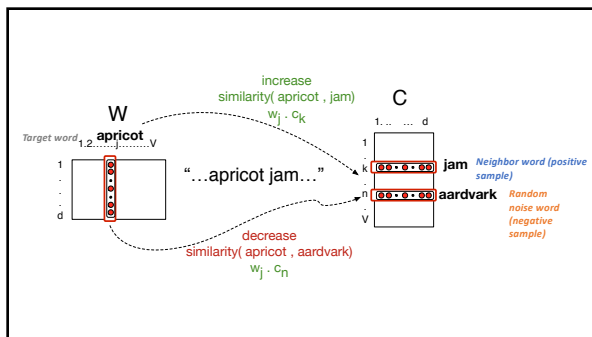 increase
similarity( apricot , jam)
wj . ck
W
Target word apricot
1.2.......j.........V
1
.
.
.
d
“...apricot jam...”
C
1. .. ... d
1
.
k
.
n
.
V
jam
Neighbor word (positive
sample)
aardvark
Random
noise word
(negative
sample)
decrease
similarity( apricot , aardvark)
wj . cn